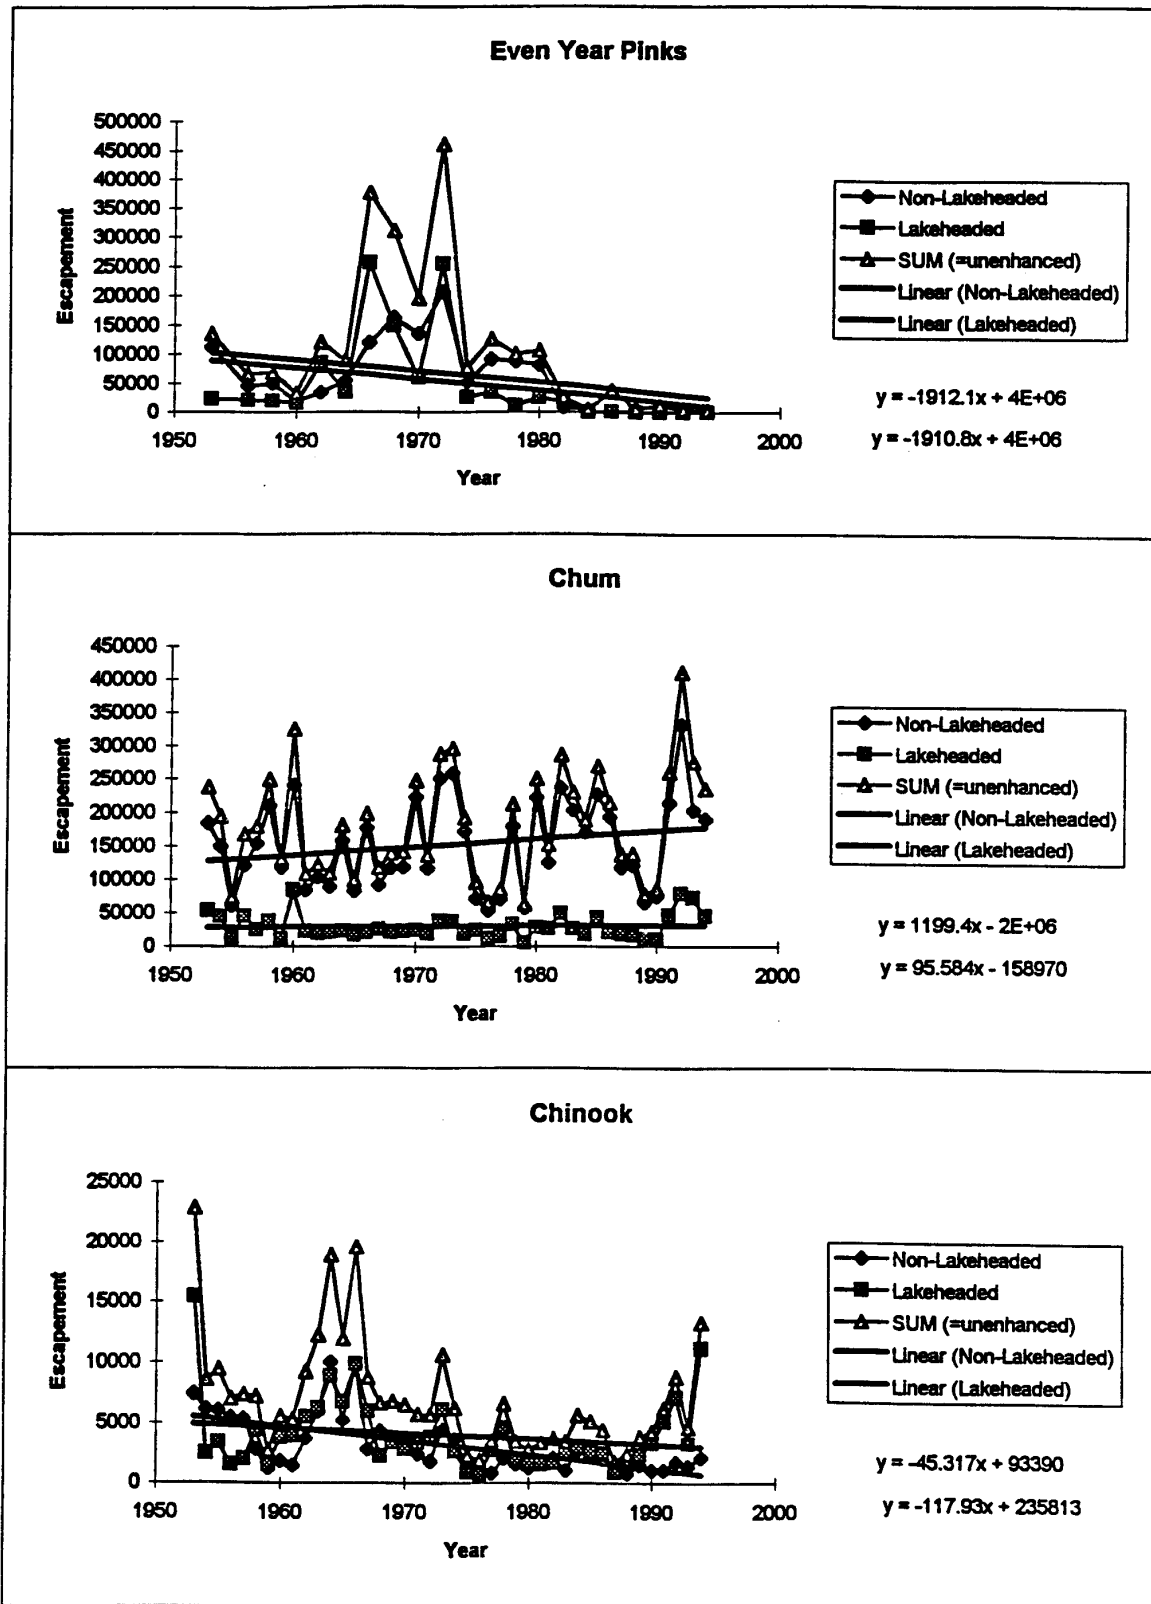 Even Year Pinks
500000
450000
400000
350000
300000
250000
200000
150000
100000
50000
0
Escapement
1950 1960 1970 1980 1990 2000
Year
Non-Lakeheaded
Lakeheaded
SUM (=unenhanced)
Linear (Non-Lakeheaded)
Linear (Lakeheaded)
y = -1912.1x + 4E+06
y = -1910.8x + 4E+06
Chum
450000
400000
350000
300000
250000
200000
150000
100000
50000
0
Escapement
1950 1960 1970 1980 1990 2000
Year
Non-Lakeheaded
Lakeheaded
SUM (=unenhanced)
Linear (Non-Lakeheaded)
Linear (Lakeheaded)
y = 1199.4x - 2E+06
y = 95.584x - 158970
Chinook
25000
20000
15000
10000
5000
0
Escapement
1950 1960 1970 1980 1990 2000
Year
Non-Lakeheaded
Lakeheaded
SUM (=unenhanced)
Linear (Non-Lakeheaded)
Linear (Lakeheaded)
y = -45.317x + 93390
y = -117.93x + 235813